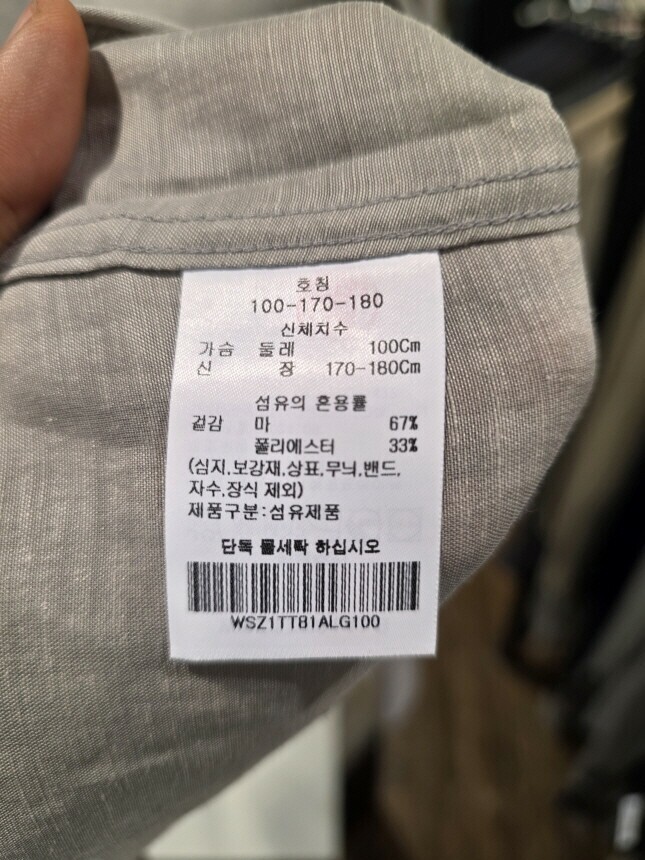 호칭
100-170-180
신체치수
가슴 둘레 100Cm
신 장 170-180Cm
섬유의 혼용률
겉감 마 67%
폴리에스터 33%
(심지,보강재,상표,무늬,밴드,
자수,장식 제외)
제품구분:섬유제품
단독 물세탁 하십시오
WSZ1TT81ALG100